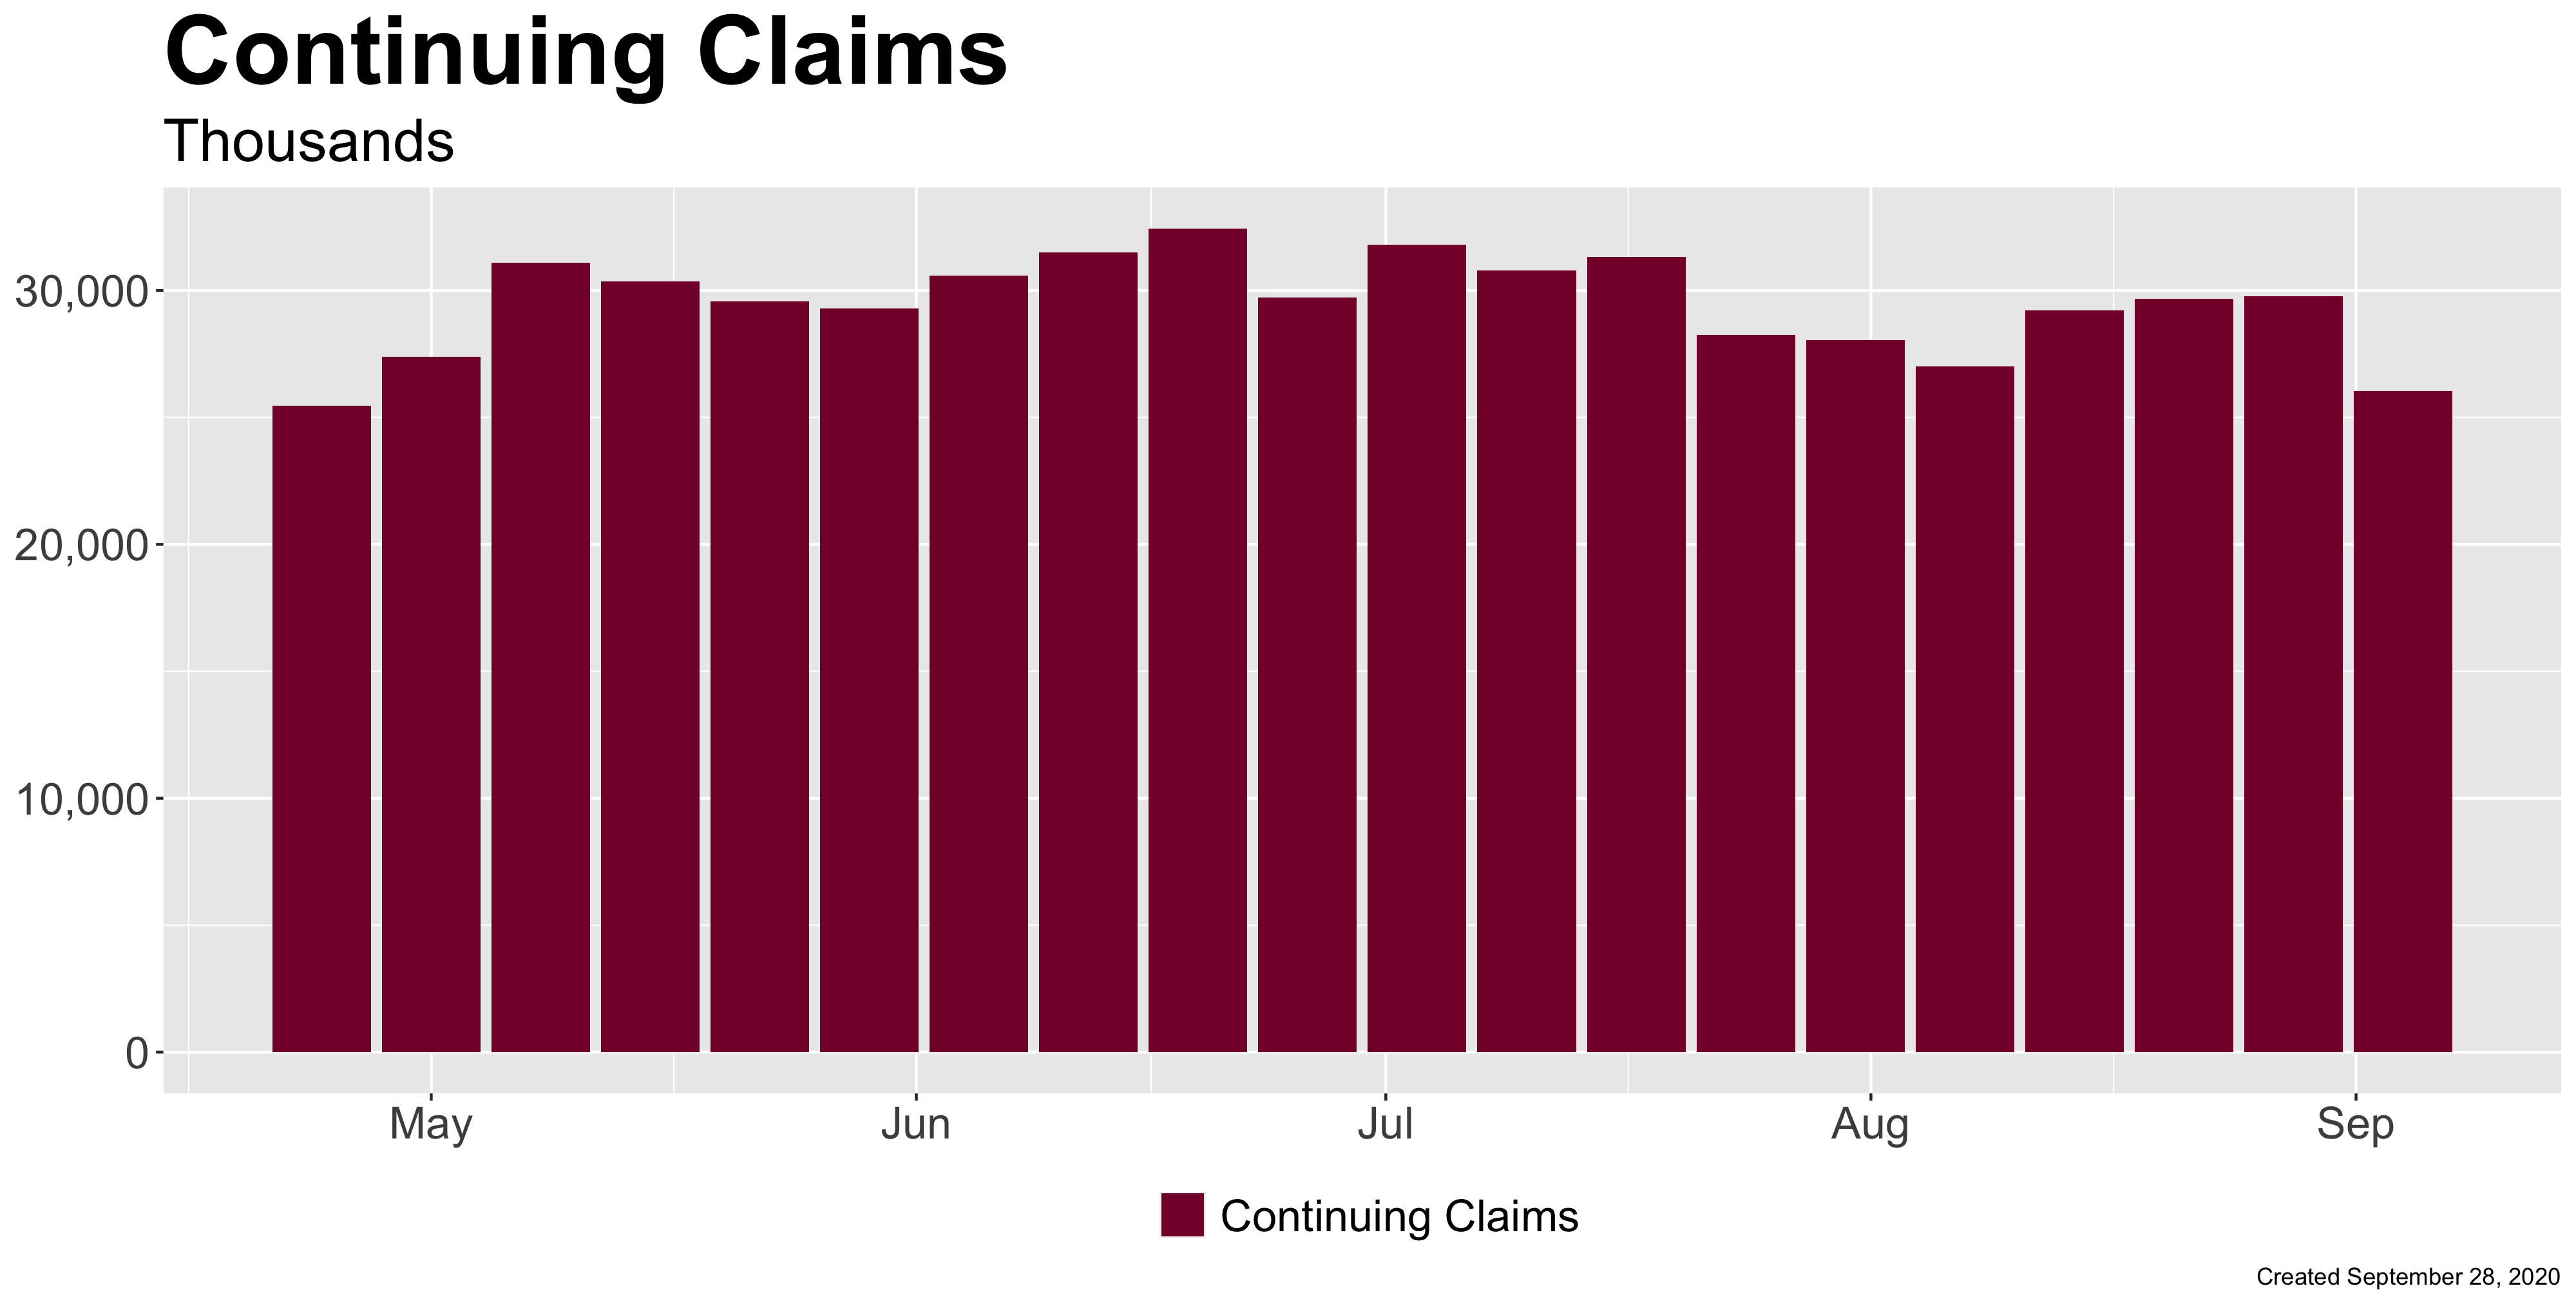 Continuing Claims
Thousands
30,000
20,000
10,000
0
May Jun Jul Aug Sep
Continuing Claims
Created September 28, 2020